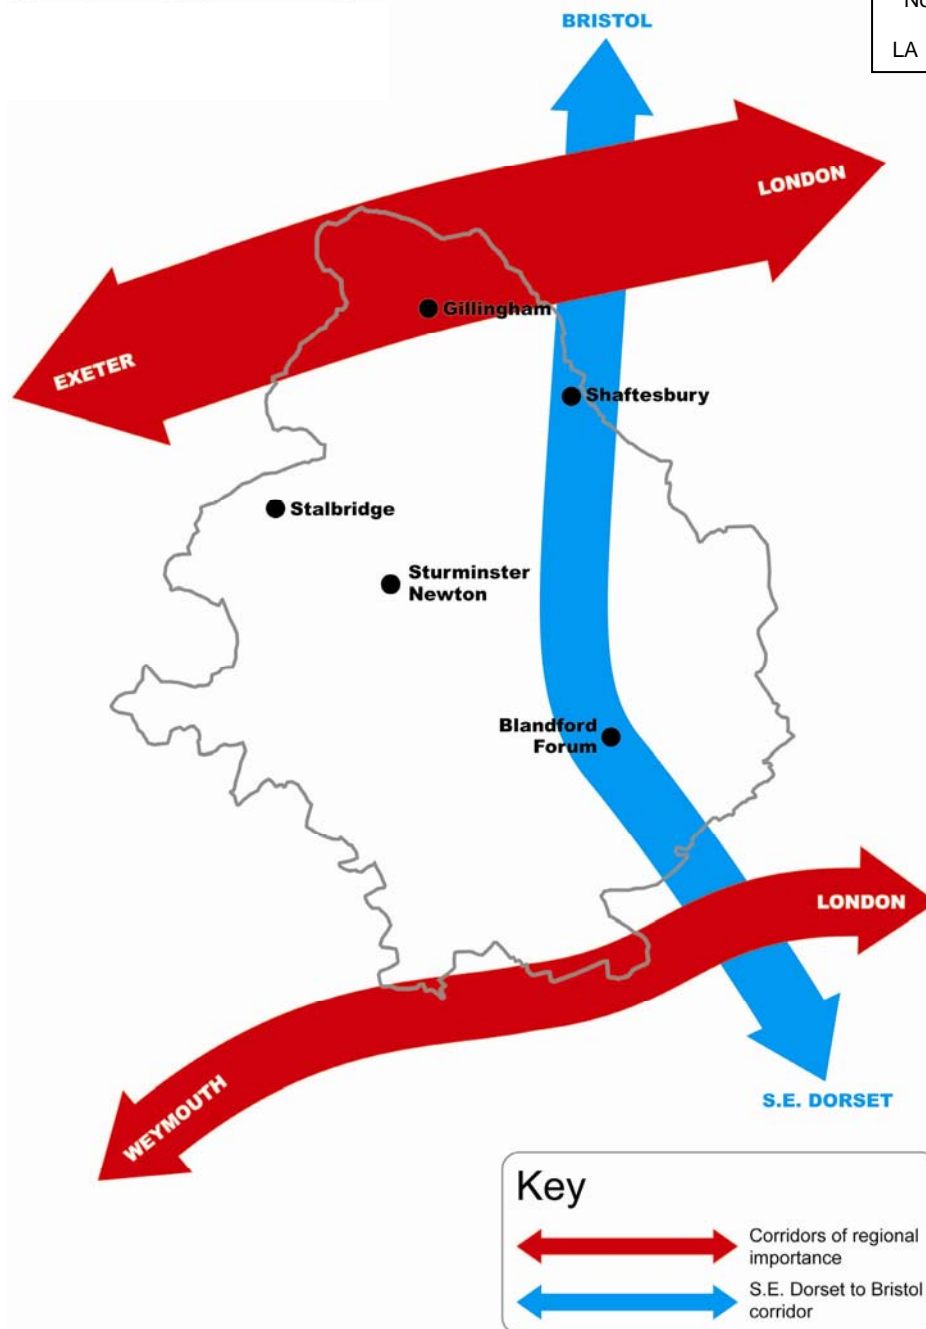 BRISTOL
LA
LONDON
Gillingham
EXETER
Shaftesbury
Stalbridge
Sturminster
Newton
Blandford
Forum
LONDON
WEYMOUTH
S.E. DORSET
Key
Corridors of regional
importance
S.E. Dorset to Bristol
corridor